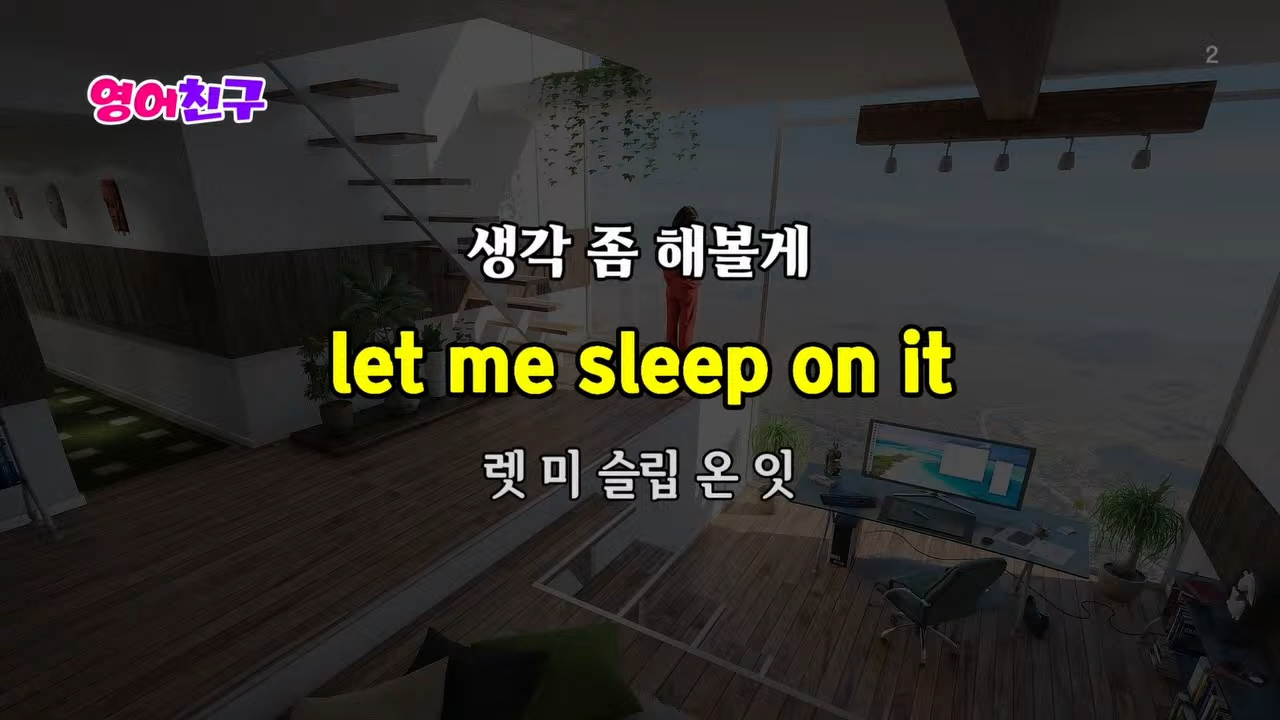 영어친구
2
생각 좀 해볼게
let me sleep on it
렛 미 슬립 온 잇